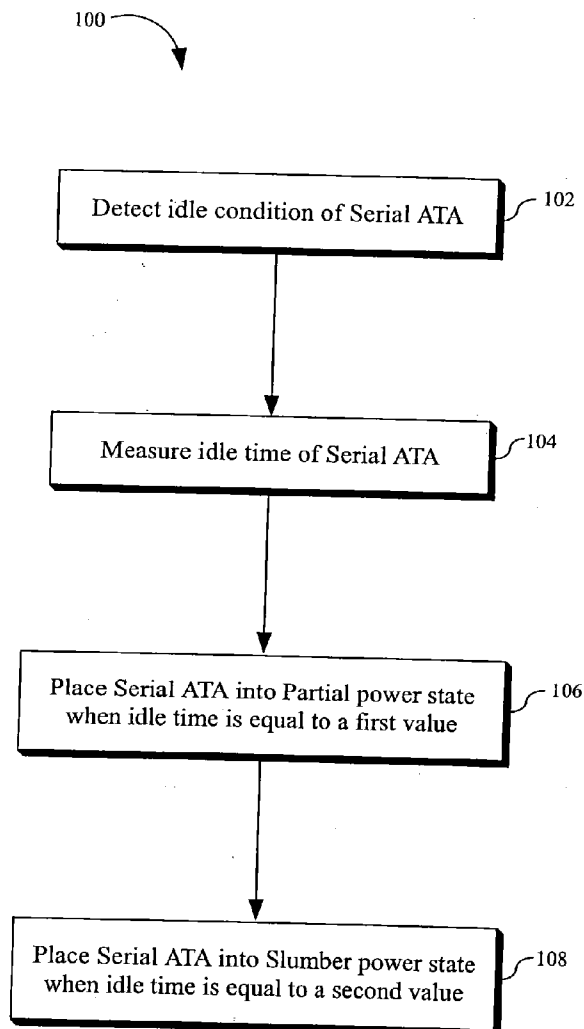 100
Detect idle condition of Serial ATA
102
Measure idle time of Serial ATA
104
Place Serial ATA into Partial power state
when idle time is equal to a first value
106
Place Serial ATA into Slumber power state
when idle time is equal to a second value
108